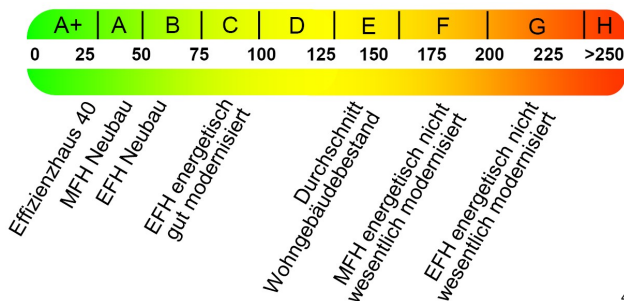 A+ A B C D E F G H
0 25 50 75 100 125 150 175 200 225 >250
Effizienzhaus 40
MFH Neubau
EFH Neubau
EFH energetisch
gut modernisiert
Durchschnitt
Wohngebäudebestand
MFH energetisch nicht
wesentlich modernisiert
EFH energetisch nicht
wesentlich modernisiert